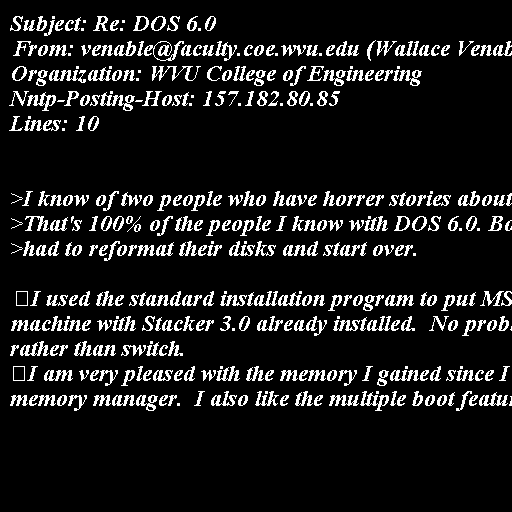 Subject: Re: DOS 6.0
From: venable@faculty.coe.wvu.edu (Wallace Venab
Organization: WVU College of Engineering
Nntp-Posting-Host: 157.182.80.85
Lines: 10

>I know of two people who have horrer stories about
>That's 100% of the people I know with DOS 6.0. Bo
>had to reformat their disks and start over.

I used the standard installation program to put MS
machine with Stacker 3.0 already installed.  No prob
rather than switch.
I am very pleased with the memory I gained since I
memory manager.  I also like the multiple boot featur